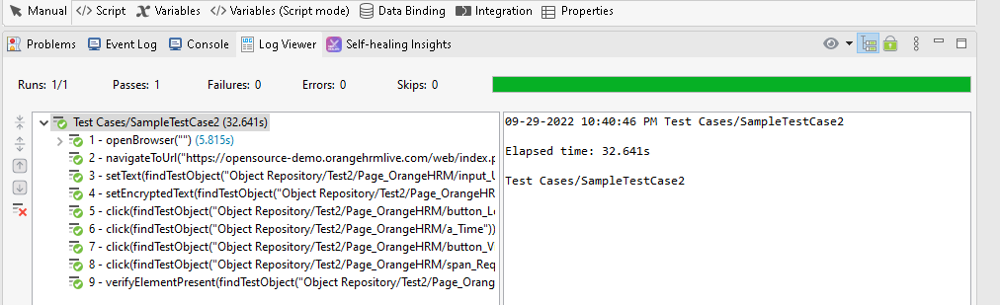 Manual Script Variables Variables (Script mode) Data Binding Integration Properties
Problems Event Log Console Log Viewer Self-healing Insights
Runs: 1/1 Passes: 1 Failures: 0 Errors: 0 Skips: 0
Test Cases/SampleTestCase2 (32.641s)
1 - openBrowser("") (5.815s)
2 - navigateToUrl("https://opensource-demo.orangehrmlive.com/web/index.p
3 - setText(findTestObject("Object Repository/Test2/Page_OrangeHRM/input_U
4 - setEncryptedText(findTestObject("Object Repository/Test2/Page_OrangeHR
5 - click(findTestObject("Object Repository/Test2/Page_OrangeHRM/button_L
6 - click(findTestObject("Object Repository/Test2/Page_OrangeHRM/a_Time"))
7 - click(findTestObject("Object Repository/Test2/Page_OrangeHRM/button_V
8 - click(findTestObject("Object Repository/Test2/Page_OrangeHRM/span_Req
9 - verifyElementPresent(findTestObject("Object Repository/Test2/Page_Orang
09-29-2022 10:40:46 PM Test Cases/SampleTestCase2
Elapsed time: 32.641s
Test Cases/SampleTestCase2